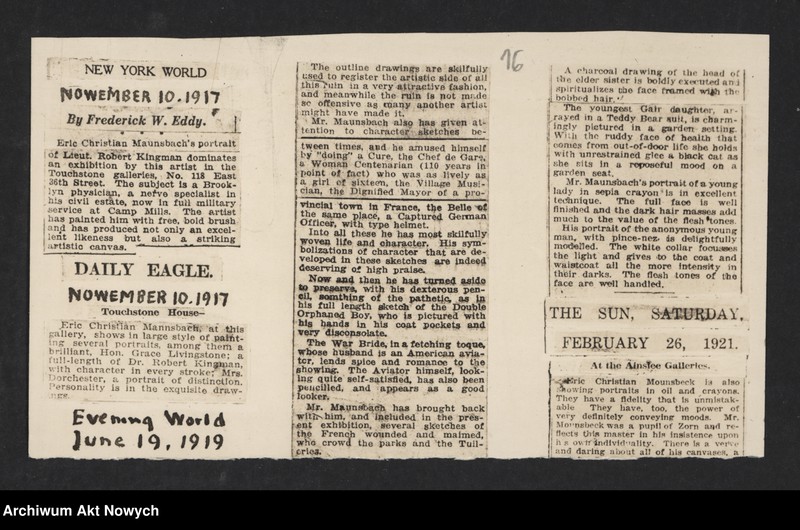 NEW YORK WORLD
NOWEMBER 10.1917
By Frederick W. Eddy.
Eric Christian Maunsbach's portrait
of Lieut. Robert Kingman dominates
an exhibition by this artist in the
Touchstone galleries, No. 118 East
36th Street. The subject is a Brook-
lyn physician, a nerve specialist in
his civil estate, now in full military
service at Camp Mills. The artist
has painted him with free, bold brush
and has produced not only an excel-
lent likeness but also a striking
artistic canvas.
DAILY EAGLE.
NOWEMBER 10.1917
Touchstone House—
Eric Christian Mannsbach, at this
gallery, shows in large style of paint-
ing several portraits, among them a
brilliant, Hon. Grace Livingstone; a
full-length of Dr. Robert Kingman,
with character in every stroke; Mrs.
Dorchester, a portrait of distinction.
Personality is in the exquisite draw-
ings.
Evening World
June 19, 1919
The outline drawings are skilfully
used to register the artistic side of all
this ruin in a very attractive fashion,
and meanwhile the ruin is not made
so offensive as many another artist
might have made it.
Mr. Maunsbach also has given at-
tention to character sketches be-
tween times, and he amused himself
by "doing" a Cure, the Chef de Gare,
a Woman Centenarian (110 years in
point of fact) who was as lively as
a girl of sixteen, the Village Musi-
cian, the Dignified Mayor of a pro-
vincial town in France, the Belle of
the same place, a Captured German
Officer, with type helmet.
Into all these he has most skilfully
woven life and character. His sym-
bolizations of character that are de-
veloped in these sketches are indeed
deserving of high praise.
Now and then he has turned aside
to preserve, with his dexterous pen-
cil, somthing of the pathetic, as in
his full length sketch of the Double
Orphaned Boy, who is pictured with
his hands in his coat pockets and
very disconsolate.
The War Bride, in a fetching toque,
whose husband is an American avia-
tor, lends spice and romance to the
showing. The Aviator himself, look-
ing quite self-satisfied, has also been
pencilled, and appears as a good
looker.
Mr. Maunsbach has brought back
with him, and included in the pres-
ent exhibition, several sketches of
the French wounded and maimed,
who crowd the parks and the Tuil-
eries.
76
A charcoal drawing of the head of
the elder sister is boldly executed and
spiritualizes the face framed with the
bobbed hair.
The youngest Gair daughter, ar-
rayed in a Teddy Bear suit, is charm-
ingly pictured in a garden setting.
With the ruddy face of health that
comes from out-of-door life she holds
with unrestrained glee a black cat as
she sits in a reposeful mood on a
garden seat.
Mr. Maunsbach's portrait of a young
lady in sepia crayon is in excellent
technique. The full face is well
finished and the dark hair masses add
much to the value of the flesh tones.
His portrait of the anonymous young
man, with pince-nez, is delightfully
modelled. The white collar focusses
the light and gives to the coat and
waistcoat all the more intensity in
their darks. The flesh tones of the
face are well handled.
THE SUN, SATURDAY,
FEBRUARY 26, 1921.
At the Ainslee Galleries.
Eric Christian Mounsbeck is also
showing portraits in oil and crayons.
They have a fidelity that is unmistak-
able They have, too, the power of
very definitely conveying moods. Mr.
Mounsbeck was a pupil of Zorn and re-
flects this master in his insistence upon
his own individuality. There is a verve
and daring about all of his canvases, a
Archiwum Akt Nowych